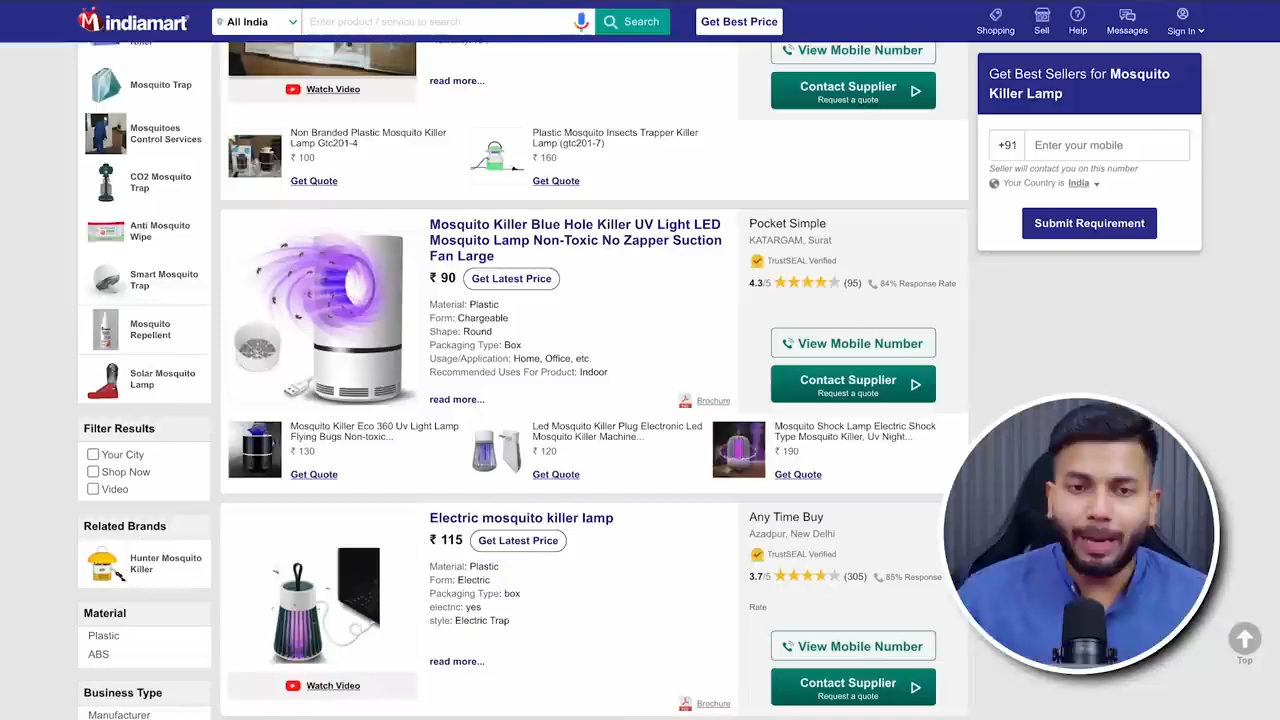 indiamart
All India
Enter product / service to search
Search
Get Best Price
Shopping
Sell
Help
Messages
Sign In
Mosquito Trap
Mosquitoes
Control Services
CO2 Mosquito
Trap
Anti Mosquito
Wipe
Smart Mosquito
Trap
Mosquito
Repellent
Solar Mosquito
Lamp
Filter Results
Your City
Shop Now
Video
Related Brands
Hunter Mosquito
Killer
Material
Plastic
ABS
Business Type
Manufacturer
Watch Video
read more...
View Mobile Number
Contact Supplier
Request a quote
Non Branded Plastic Mosquito Killer
Lamp Gtc201-4
₹ 100
Get Quote
Plastic Mosquito Insects Trapper Killer
Lamp (gtc201-7)
₹ 160
Get Quote
Mosquito Killer Blue Hole Killer UV Light LED
Mosquito Lamp Non-Toxic No Zapper Suction
Fan Large
₹ 90 Get Latest Price
Material: Plastic
Form: Chargeable
Shape: Round
Packaging Type: Box
Usage/Application: Home, Office, etc.
Recommended Uses For Product: Indoor
read more...
Brochure
Pocket Simple
KATARGAM, Surat
TrustSEAL Verified
4.3/5 (95) 84% Response Rate
View Mobile Number
Contact Supplier
Request a quote
Mosquito Killer Eco 360 Uv Light Lamp
Flying Bugs Non-toxic...
₹ 130
Get Quote
Led Mosquito Killer Plug Electronic Led
Mosquito Killer Machine...
₹ 120
Get Quote
Mosquito Shock Lamp Electric Shock
Type Mosquito Killer, Uv Night...
₹ 190
Get Quote
Electric mosquito killer lamp
₹ 115 Get Latest Price
Material: Plastic
Form: Electric
Packaging Type: box
electric: yes
style: Electric Trap
read more...
Watch Video
Brochure
Any Time Buy
Azadpur, New Delhi
TrustSEAL Verified
3.7/5 (305) 85% Response
Rate
View Mobile Number
Contact Supplier
Request a quote
Get Best Sellers for Mosquito
Killer Lamp
+91 Enter your mobile
Seller will contact you on this number
Your Country is India
Submit Requirement
Top